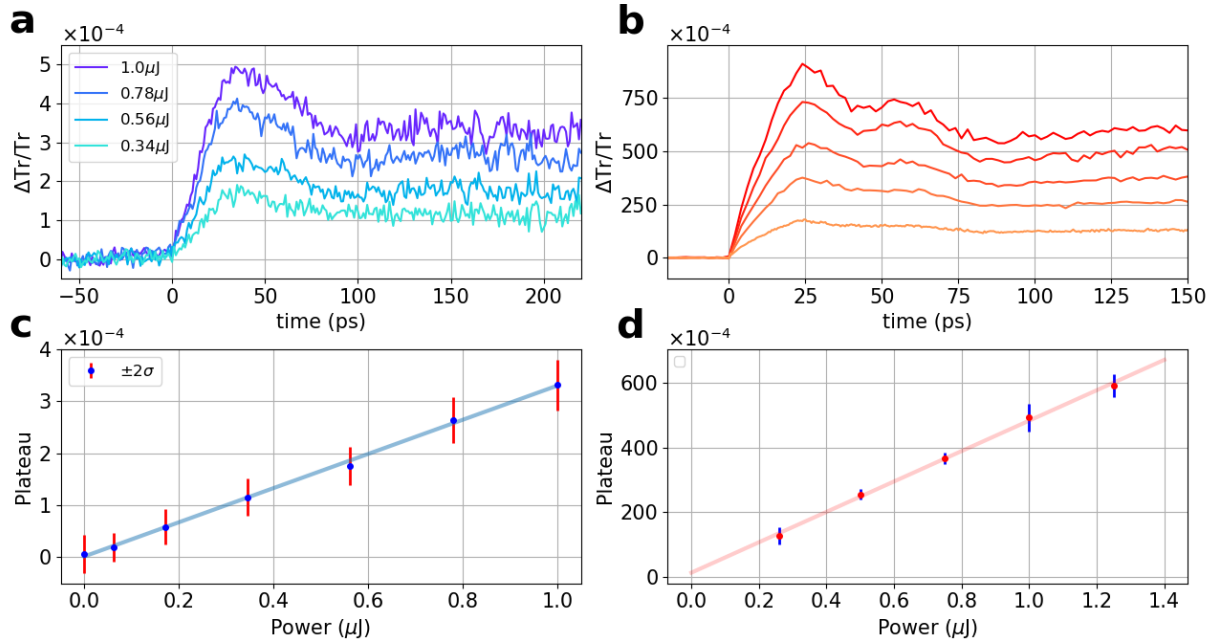 a
×10⁻⁴
ΔTr/Tr
5
4
3
2
1
0
1.0μJ
0.78μJ
0.56μJ
0.34μJ
−50 0 50 100 150 200
time (ps)
b
×10⁻⁴
ΔTr/Tr
750
500
250
0
0 25 50 75 100 125 150
time (ps)
c
×10⁻⁴
Plateau
4
3
2
1
0
±2σ
0.0 0.2 0.4 0.6 0.8 1.0
Power (μJ)
d
×10⁻⁴
Plateau
600
400
200
0
0.0 0.2 0.4 0.6 0.8 1.0 1.2 1.4
Power (μJ)